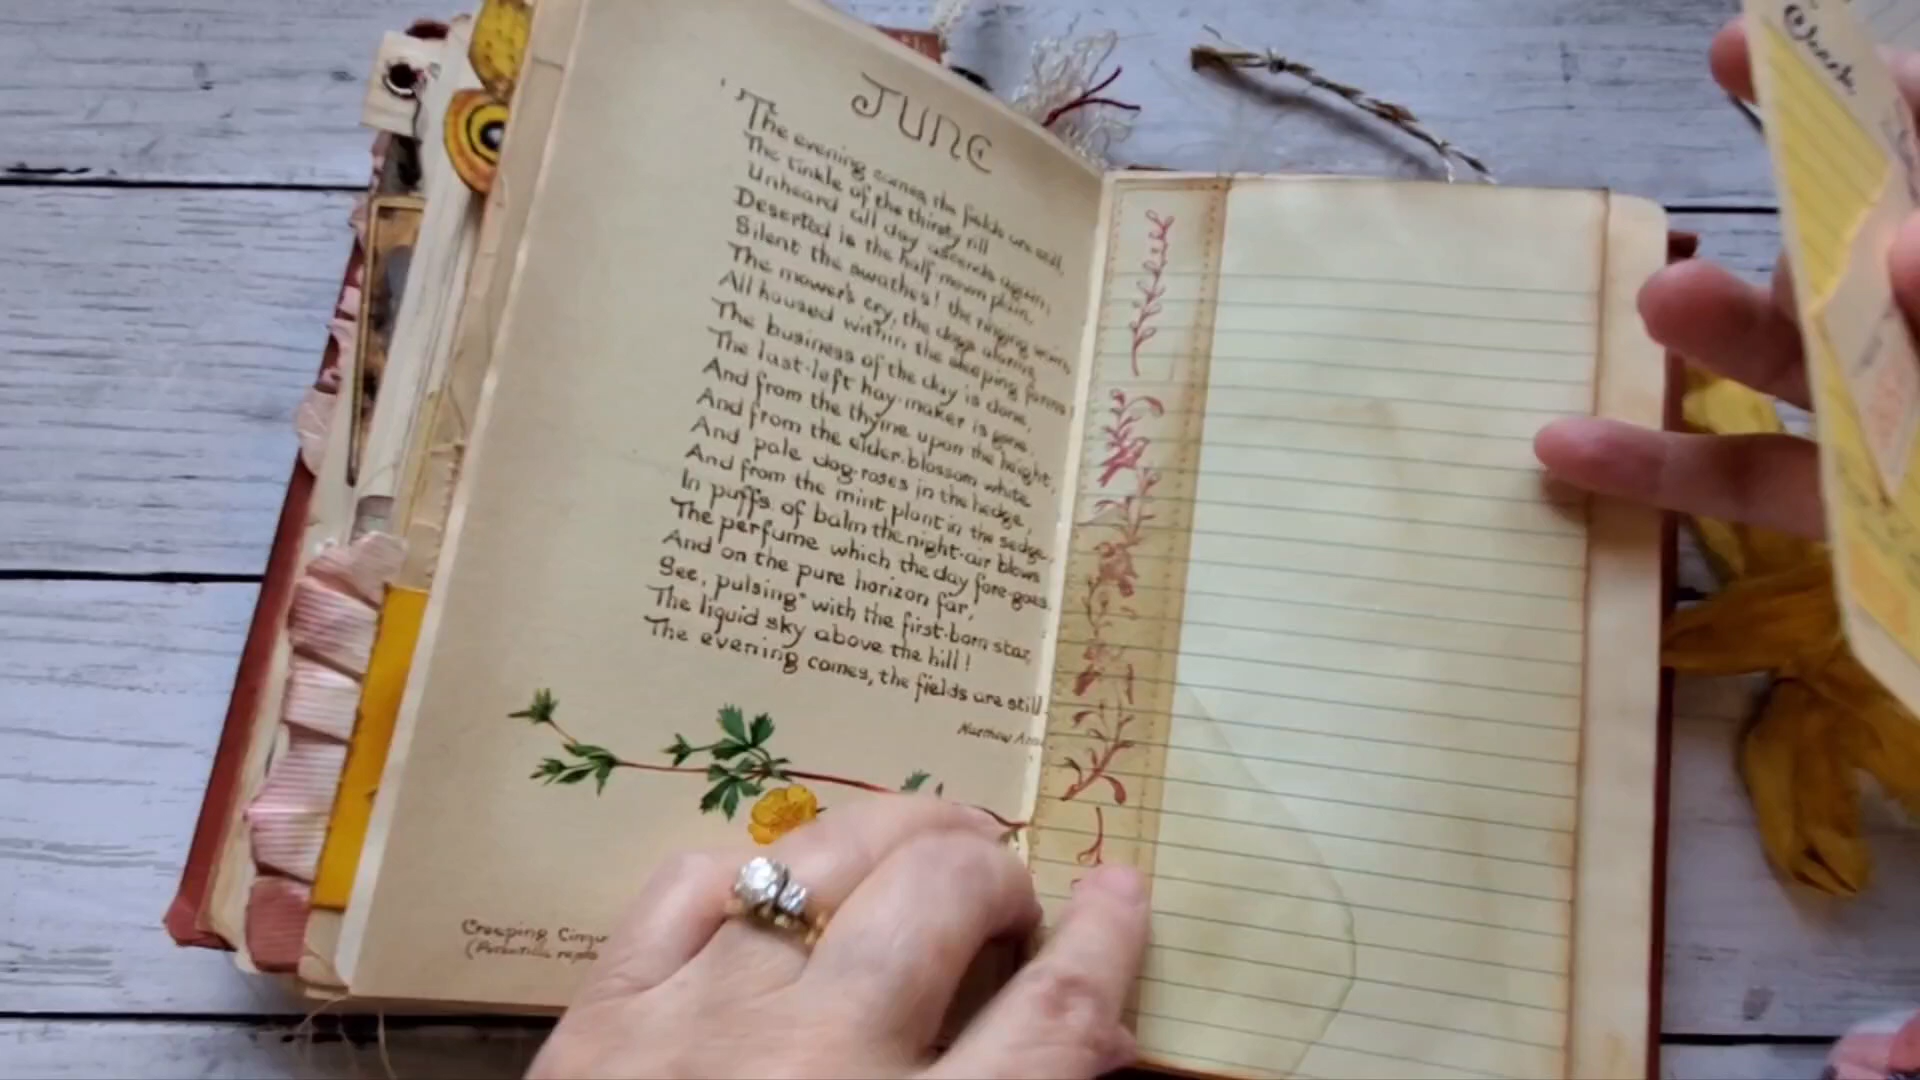 JUNE
'The evening comes, the fields are still,
The tinkle of the thirsty rill
Unheard all day ascends again;
Deserted is the half-mown plain,
Silent the swathes! the ringing wain,
The mower's cry, the dogs alarms,
All housed within the sleeping farms!
The business of the day is done,
The last-left hay-maker is gone.
And from the thyme upon the height,
And from the elder-blossom white
And pale dog-roses in the hedge,
And from the mint plant in the sedge,
In puffs of balm the night-air blows
The perfume which the day fore-goes.
And on the pure horizon far,
See, pulsing with the first-born star,
The liquid sky above the hill!
The evening comes, the fields are still.
Creeping